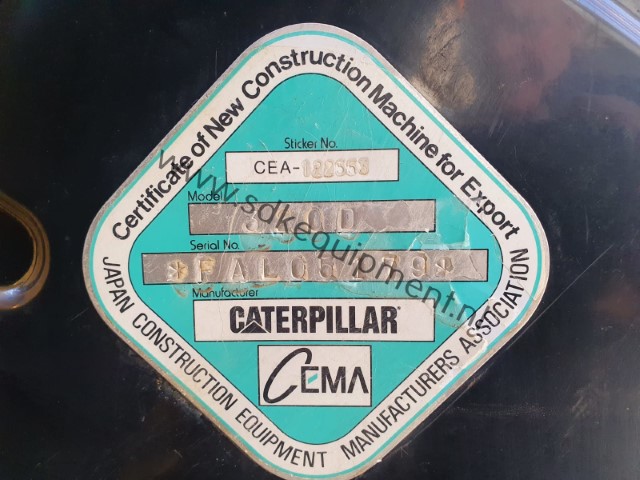 Certificate of New Construction Machine for Export
Sticker No.
CEA-
Model
Serial No.
Manufacturer
CATERPILLAR
CEMA
JAPAN CONSTRUCTION EQUIPMENT MANUFACTURERS ASSOCIATION
www.sdkequipment.n